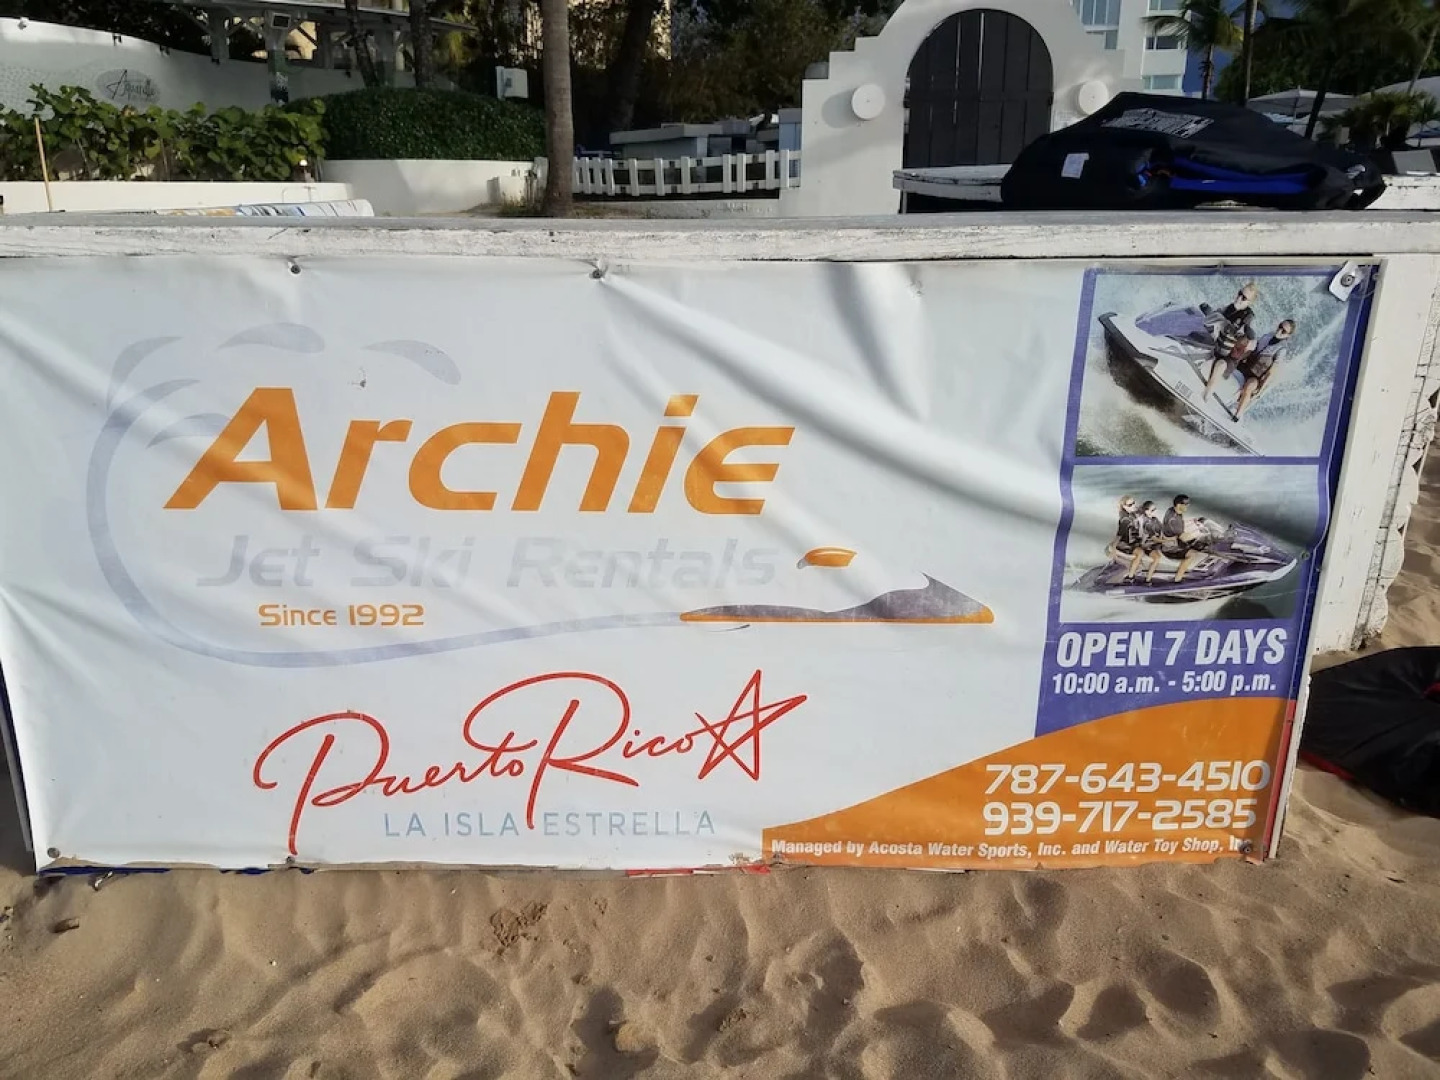 Archie
Jet Ski Rentals
Since 1992
Puerto Rico
LA ISLA ESTRELLA
OPEN 7 DAYS
10:00 a.m. - 5:00 p.m.
787-643-4510
939-717-2585
Managed by Acosta Water Sports, Inc. and Water Toy Shop,